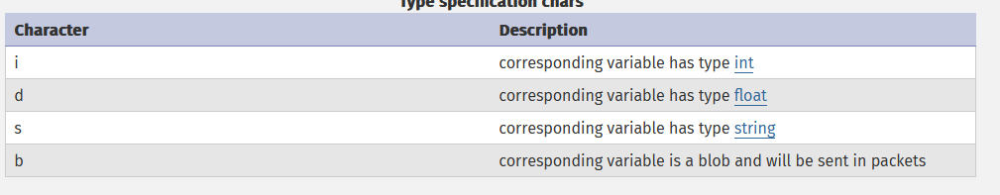 Type specification chars
Character Description
i corresponding variable has type int
d corresponding variable has type float
s corresponding variable has type string
b corresponding variable is a blob and will be sent in packets